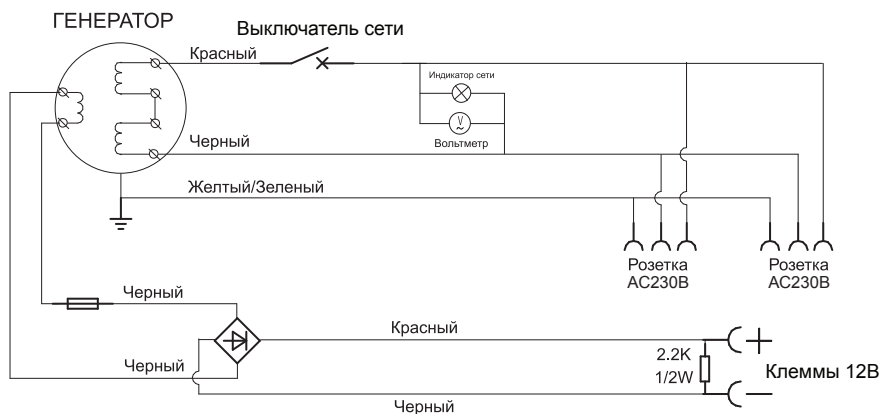 ГЕНЕРАТОР
Выключатель сети
Красный
Индикатор сети
V
~
Вольтметр
Черный
Желтый/Зеленый
Розетка
АС230В
Розетка
АС230В
Черный
Красный
Черный
2.2K
1/2W
Клеммы 12В
Черный